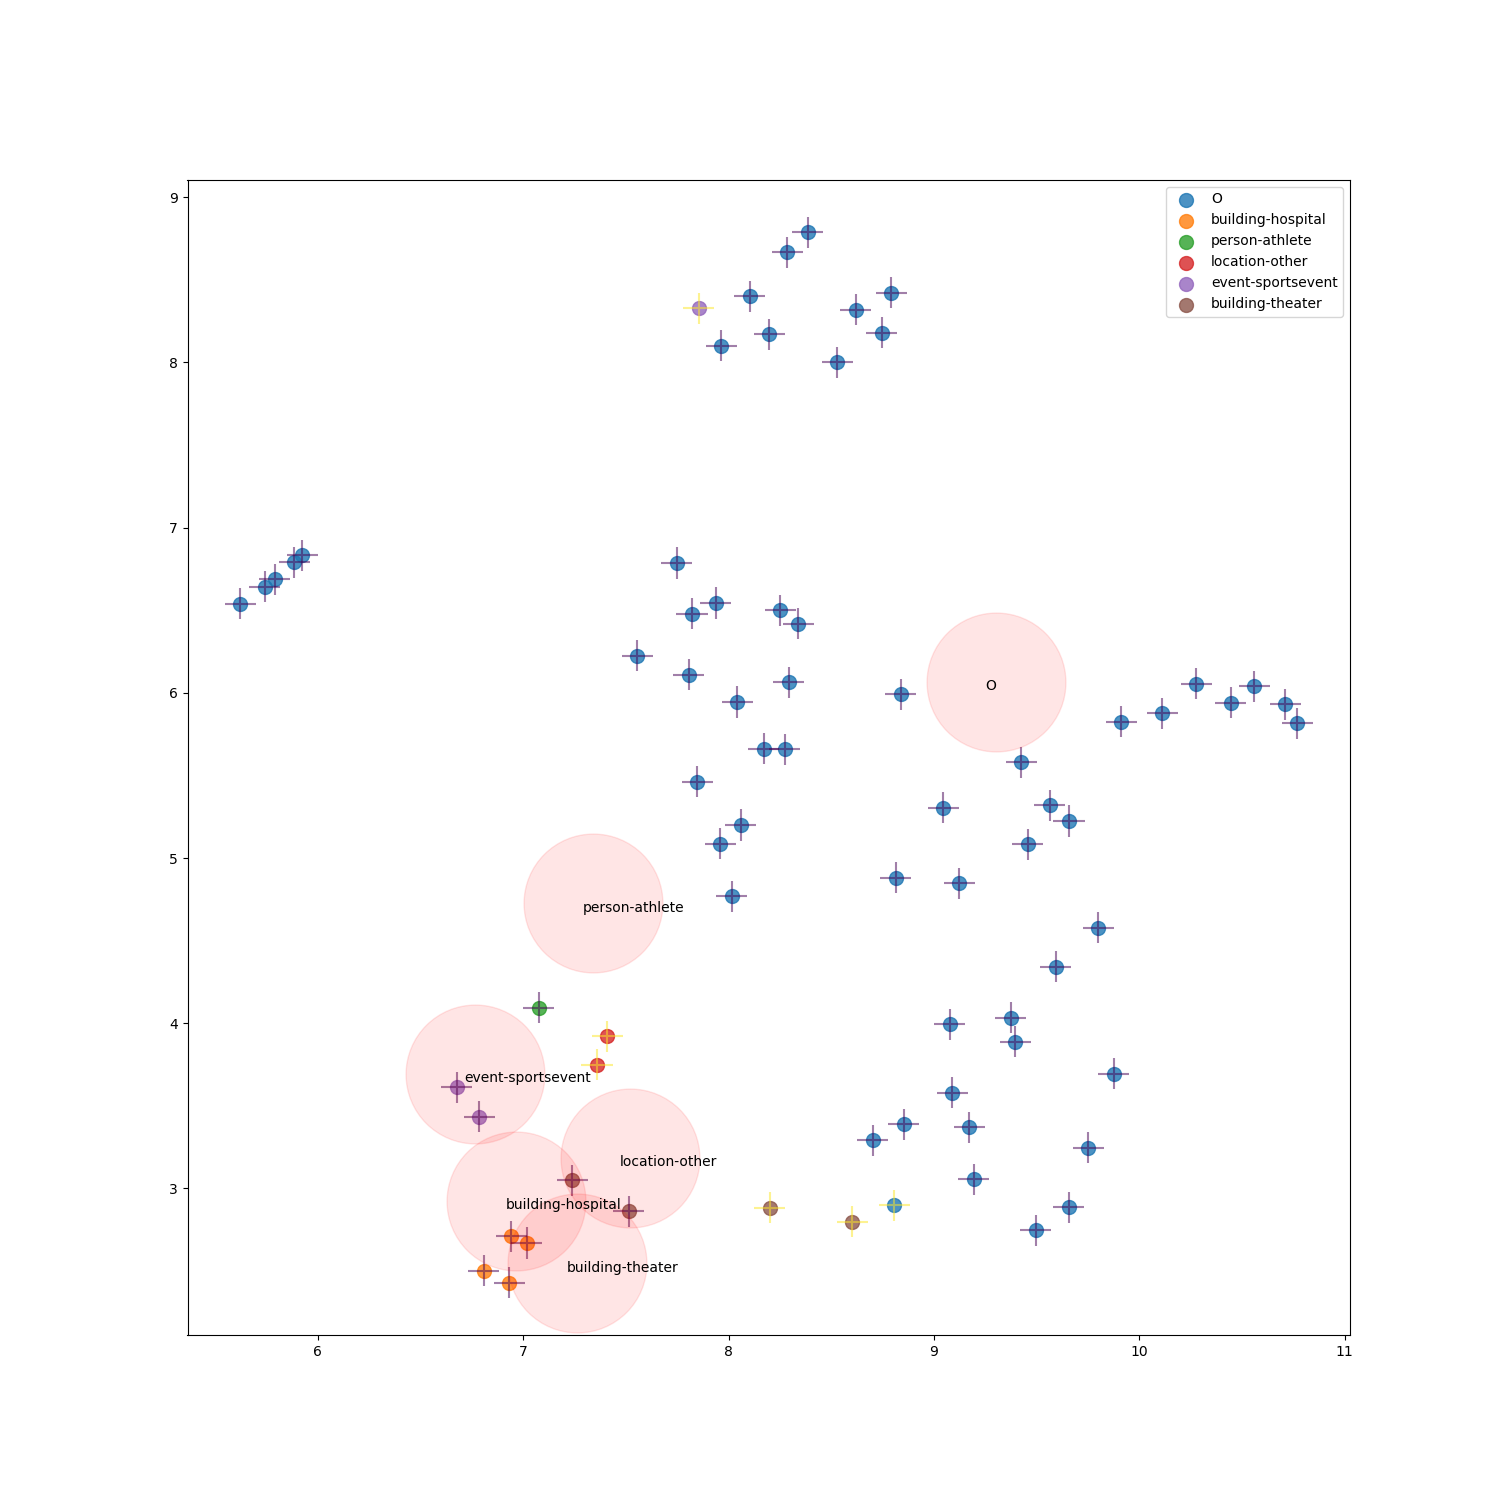 9
8
7
6
5
4
3
6
7
8
9
10
11
O
building-hospital
person-athlete
location-other
event-sportsevent
building-theater
O
person-athlete
event-sportsevent
location-other
building-hospital
building-theater